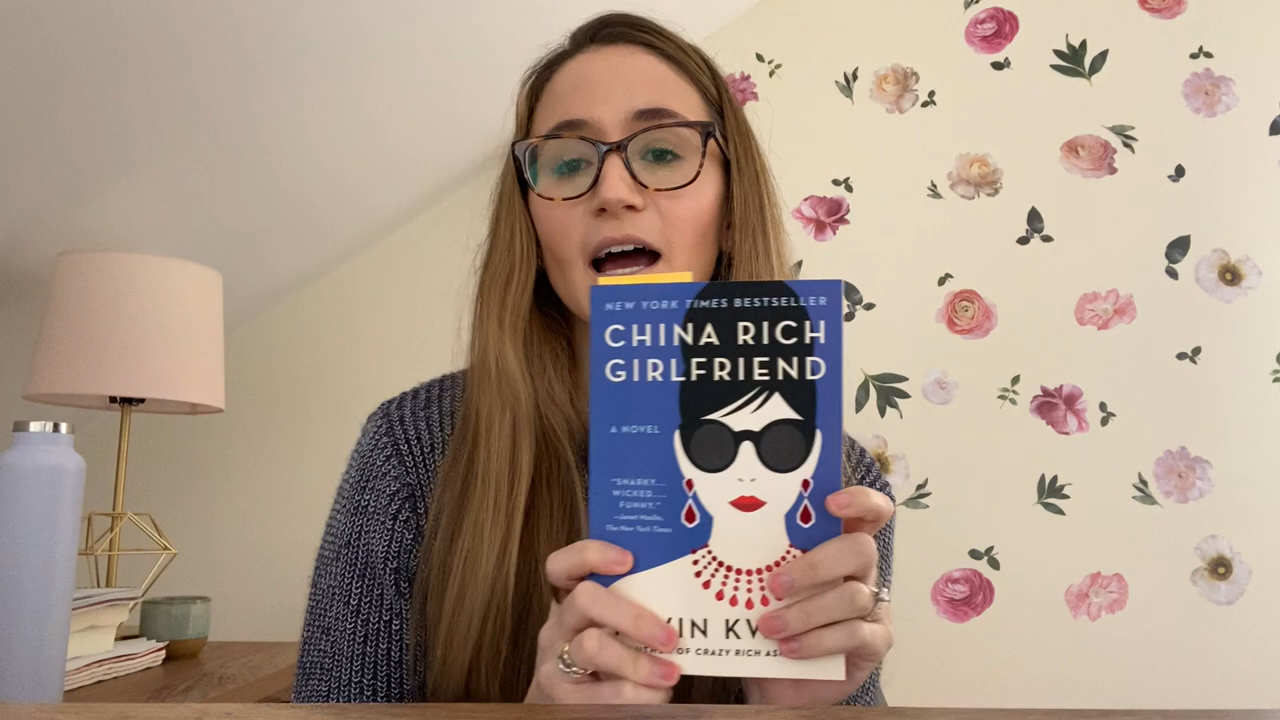 NEW YORK TIMES BESTSELLER
CHINA RICH
GIRLFRIEND
A NOVEL
"SNARKY...
WICKED....
FUNNY."
—Janet Maslin,
The New York Times
VIN KW
OF CRAZY RICH AS